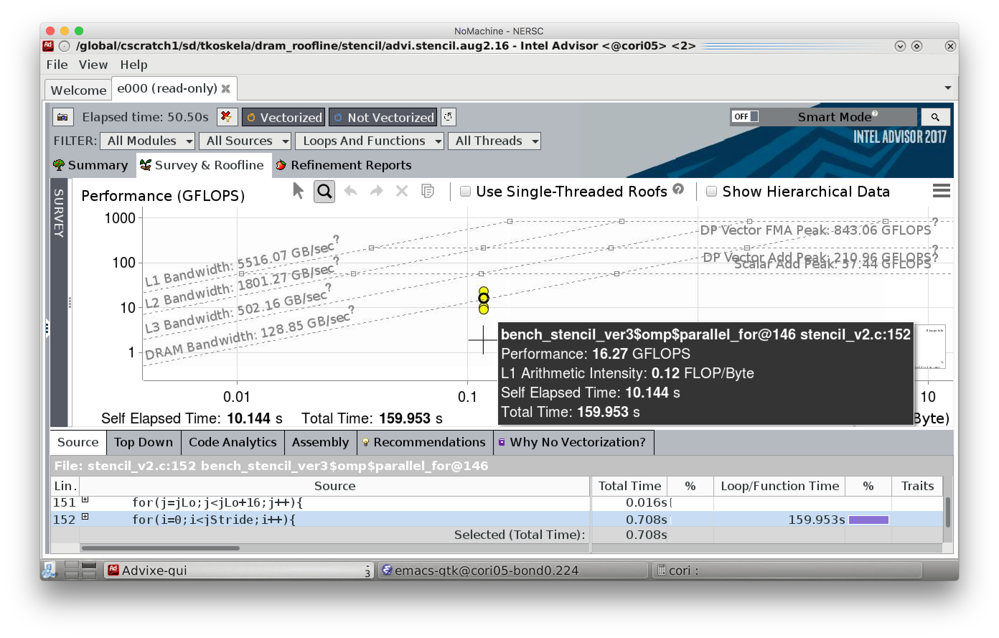 NoMachine - NERSC
/global/cscratch1/sd/tkoskela/dram_roofline/stencil/advi.stencil.aug2.16 - Intel Advisor <@cori05> <2>
File View Help
Welcome e000 (read-only)
Elapsed time: 50.50s Vectorized Not Vectorized OFF Smart Mode?
INTEL ADVISOR 2017
FILTER: All Modules All Sources Loops And Functions All Threads
Summary Survey & Roofline Refinement Reports
SURVEY
Performance (GFLOPS) Use Single-Threaded Roofs ? Show Hierarchical Data
1000
DP Vector FMA Peak: 843.06 GFLOPS?
L1 Bandwidth: 5516.07 GB/sec?
DP Vector Add Peak: 210.96 GFLOPS?
100
Scalar Add Peak: 57.44 GFLOPS?
L2 Bandwidth: 1801.27 GB/sec?
L3 Bandwidth: 502.16 GB/sec?
10
DRAM Bandwidth: 128.85 GB/sec?
1
bench_stencil_ver3$omp$parallel_for@146 stencil_v2.c:152
Performance: 16.27 GFLOPS
L1 Arithmetic Intensity: 0.12 FLOP/Byte
Self Elapsed Time: 10.144 s
Total Time: 159.953 s
0.01 0.1 10
Byte)
Self Elapsed Time: 10.144 s Total Time: 159.953 s
Source Top Down Code Analytics Assembly Recommendations Why No Vectorization?
File: stencil_v2.c:152 bench_stencil_ver3$omp$parallel_for@146
Lin. Source Total Time % Loop/Function Time % Traits
151 for(j=jLo;j<jLo+16;j++){ 0.016s
152 for(i=0;i<jStride;i++){ 0.708s 159.953s
Selected (Total Time): 0.708s
Advixe-gui 3 emacs-gtk@cori05-bond0.224 cori :